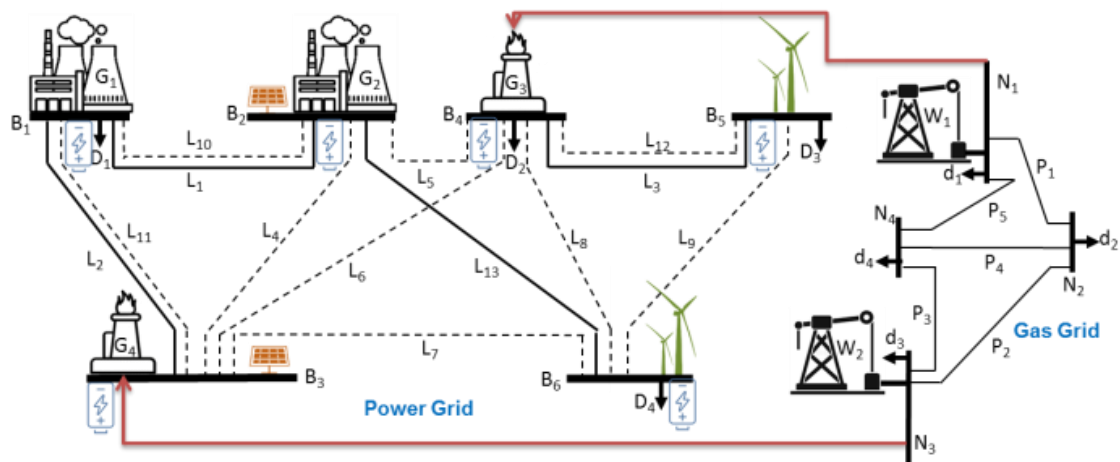 G1
G2
G3
N1
W1
B1
B2
B4
B5
D1
L10
L1
L5
D2
L12
L3
D3
d1
P1
P5
N4
L11
L2
L4
L6
L13
L8
L9
d4
P4
d2
N2
P3
W2
d3
P2
Gas Grid
G4
L7
B3
B6
D4
Power Grid
N3